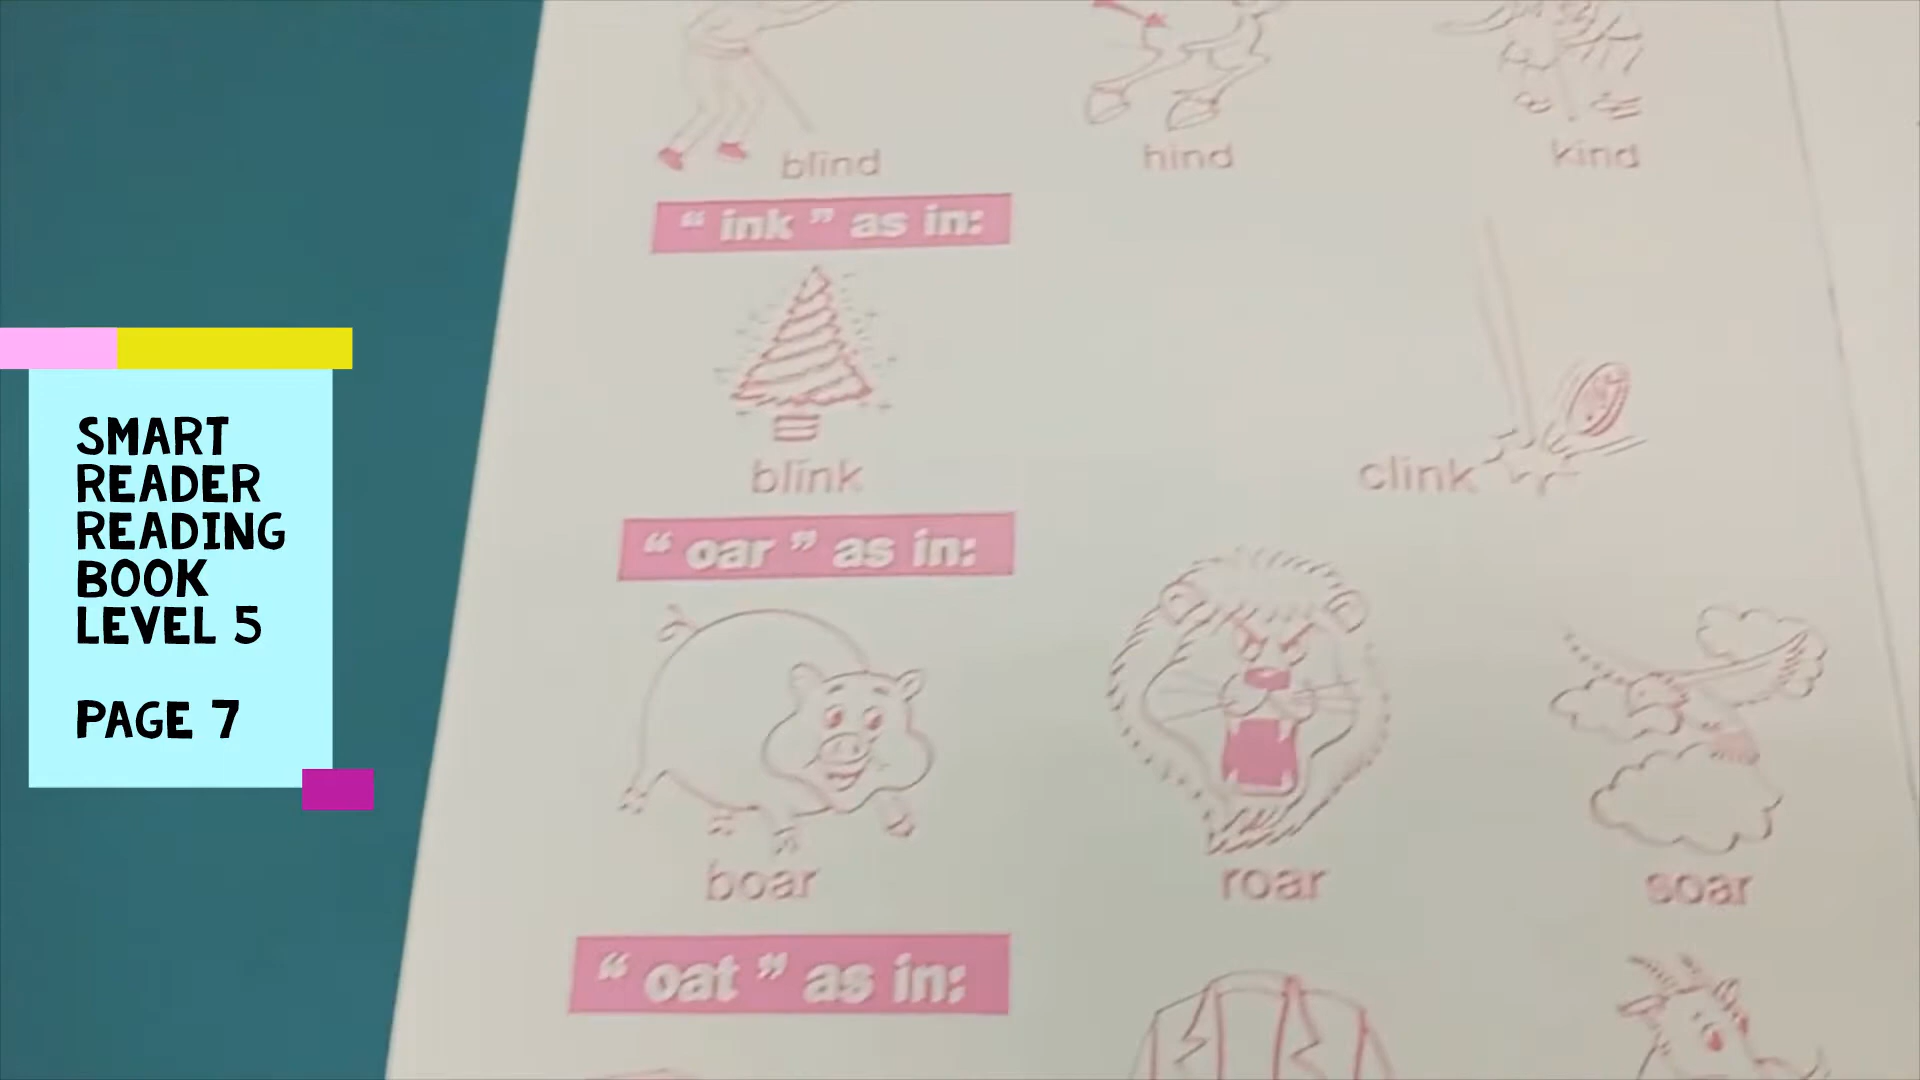 SMART
READER
READING
BOOK
LEVEL 5
PAGE 7
blind hind kind
“ ink ” as in:
blink clink
“ oar ” as in:
boar roar soar
“ oat ” as in: